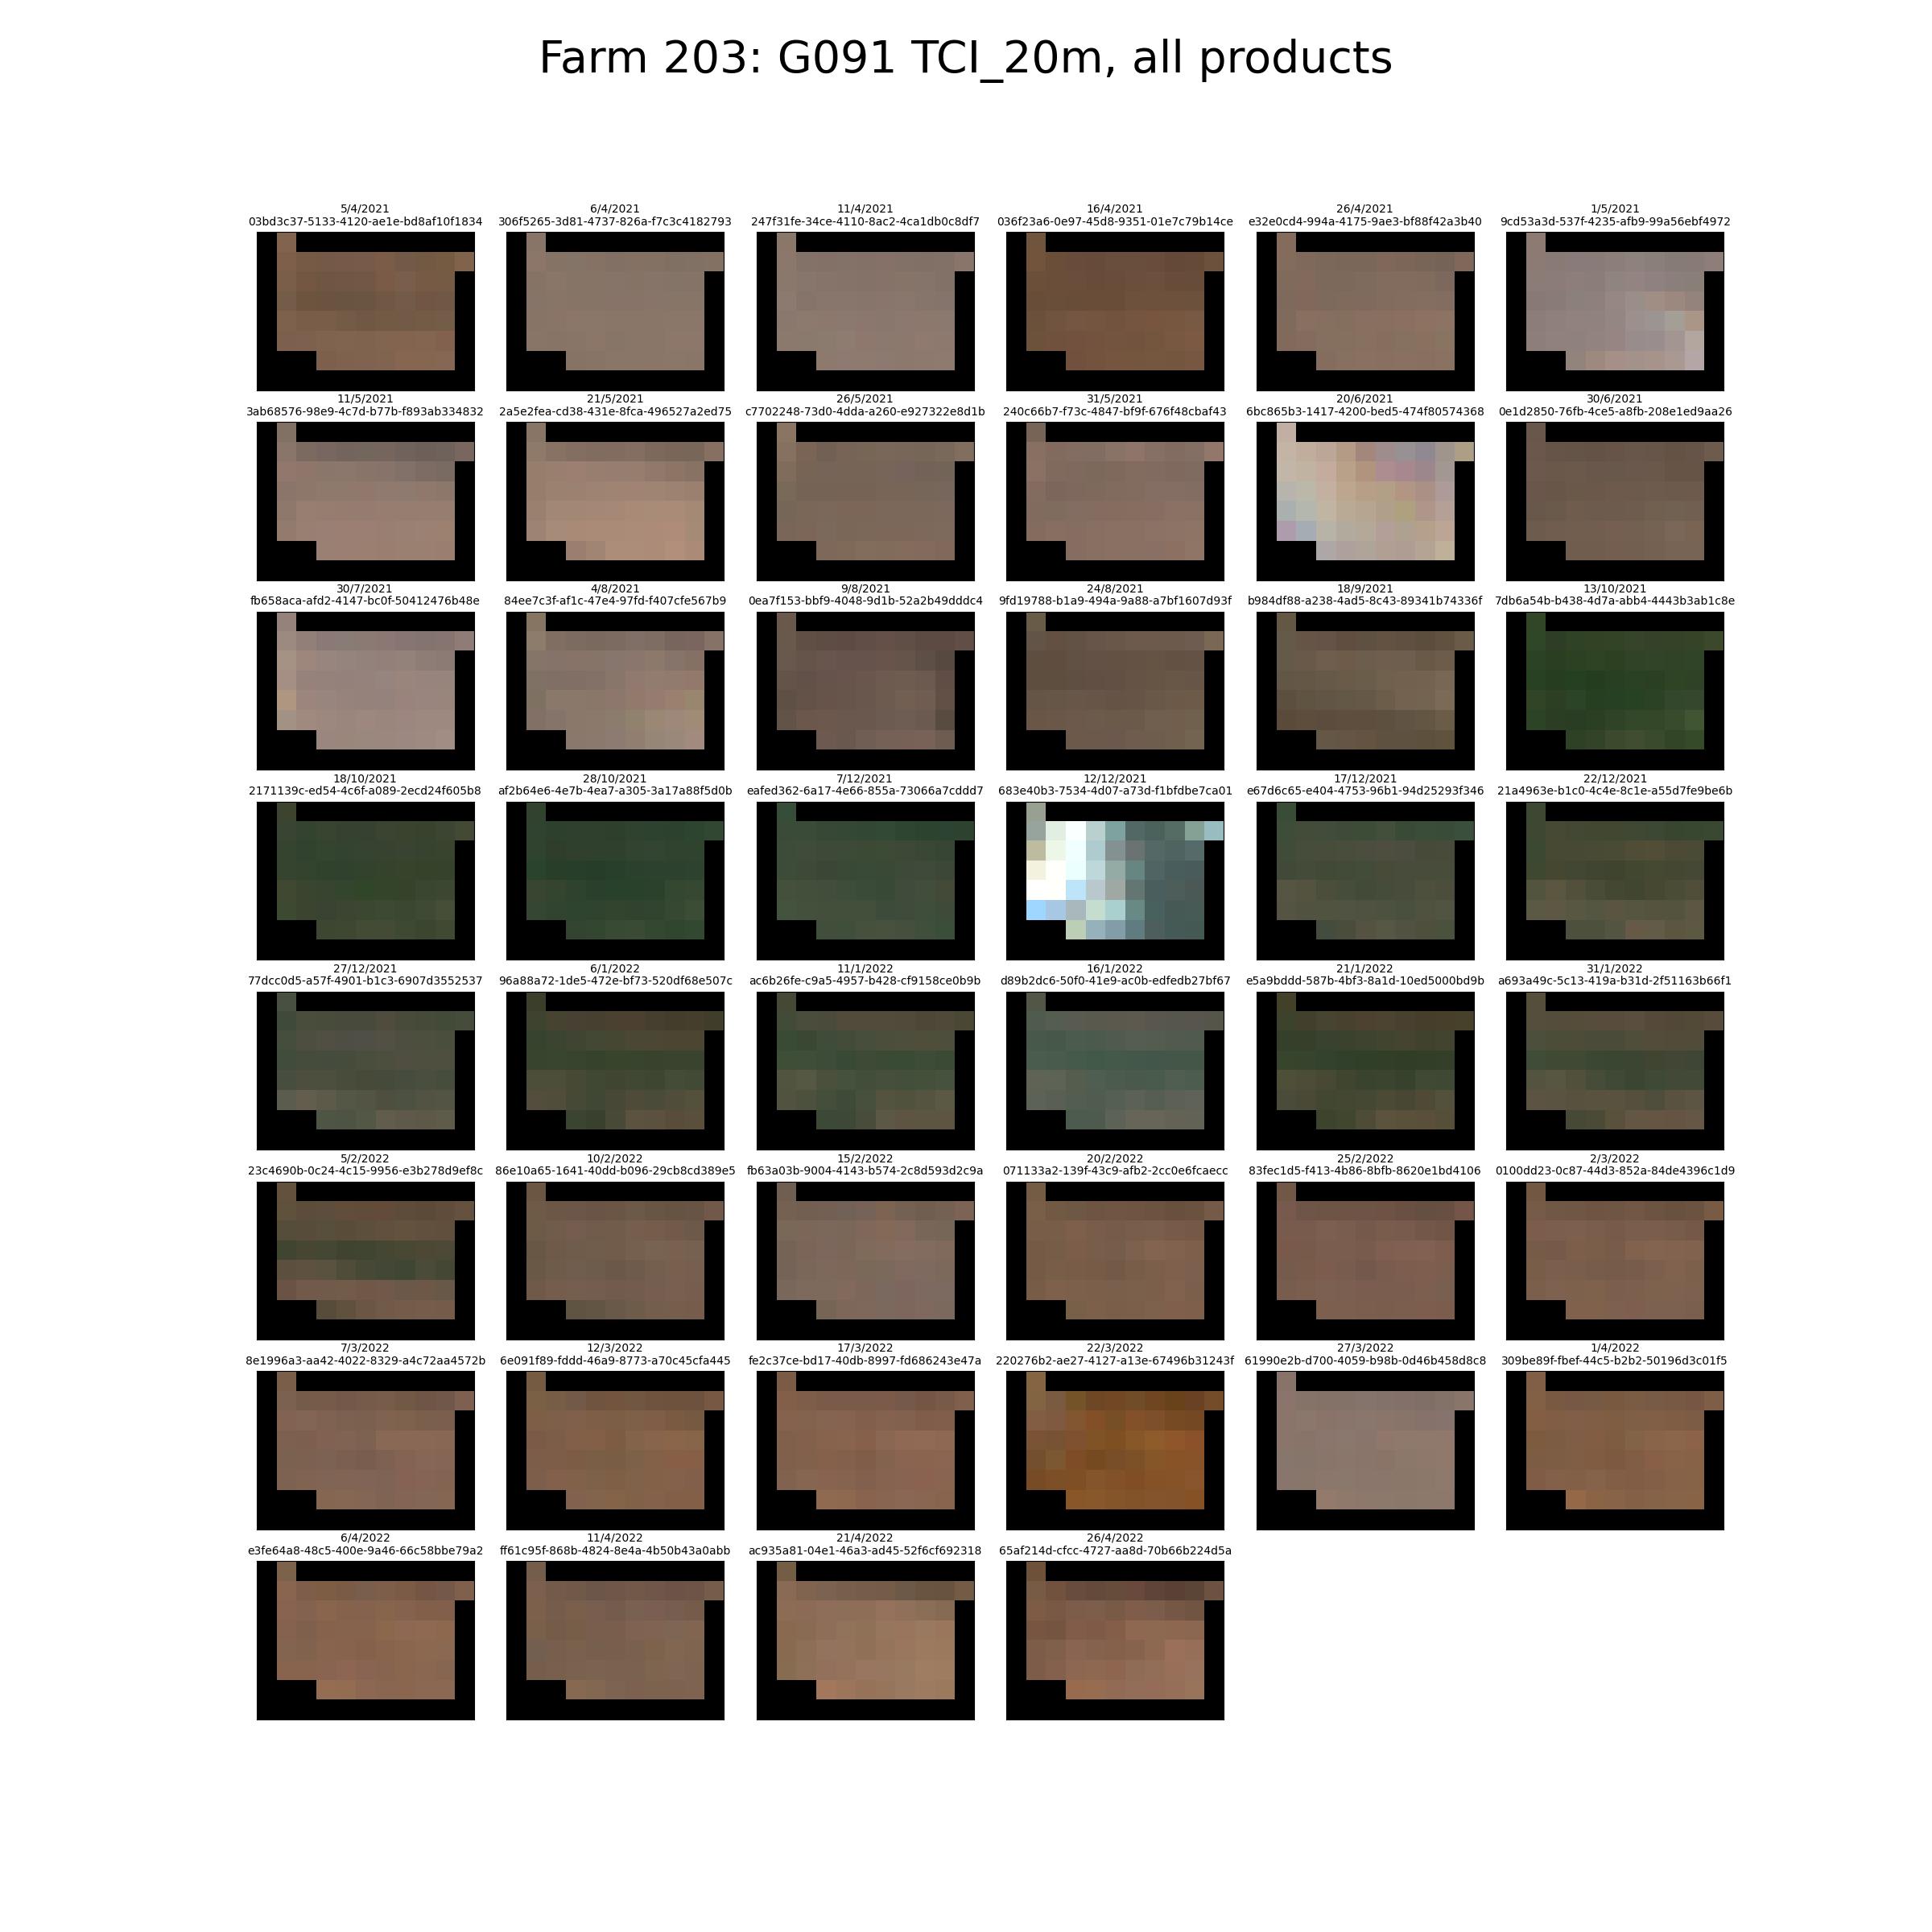 Farm 203: G091 TCI_20m, all products
5/4/2021
03bd3c37-5133-4120-ae1e-bd8af10f1834
6/4/2021
306f5265-3d81-4737-826a-f7c3c4182793
11/4/2021
247f31fe-34ce-4110-8ac2-4ca1db0c8df7
16/4/2021
036f23a6-0e97-45d8-9351-01e7c79b14ce
26/4/2021
e32e0cd4-994a-4175-9ae3-bf88f42a3b40
1/5/2021
9cd53a3d-537f-4235-afb9-99a56ebf4972
11/5/2021
3ab68576-98e9-4c7d-b77b-f893ab334832
21/5/2021
2a5e2fea-cd38-431e-8fca-496527a2ed75
26/5/2021
c7702248-73d0-4dda-a260-e927322e8d1b
31/5/2021
240c66b7-f73c-4847-bf9f-676f48cbaf43
20/6/2021
6bc865b3-1417-4200-bed5-474f80574368
30/6/2021
0e1d2850-76fb-4ce5-a8fb-208e1ed9aa26
30/7/2021
fb658aca-afd2-4147-bc0f-50412476b48e
4/8/2021
84ee7c3f-af1c-47e4-97fd-f407cfe567b9
9/8/2021
0ea7f153-bbf9-4048-9d1b-52a2b49dddc4
24/8/2021
9fd19788-b1a9-494a-9a88-a7bf1607d93f
18/9/2021
b984df88-a238-4ad5-8c43-89341b74336f
13/10/2021
7db6a54b-b438-4d7a-abb4-4443b3ab1c8e
18/10/2021
2171139c-ed54-4c6f-a089-2ecd24f605b8
28/10/2021
af2b64e6-4e7b-4ea7-a305-3a17a88f5d0b
7/12/2021
eafed362-6a17-4e66-855a-73066a7cddd7
12/12/2021
683e40b3-7534-4d07-a73d-f1bfdbe7ca01
17/12/2021
e67d6c65-e404-4753-96b1-94d25293f346
22/12/2021
21a4963e-b1c0-4c4e-8c1e-a55d7fe9be6b
27/12/2021
77dcc0d5-a57f-4901-b1c3-6907d3552537
6/1/2022
96a88a72-1de5-472e-bf73-520df68e507c
11/1/2022
ac6b26fe-c9a5-4957-b428-cf9158ce0b9b
16/1/2022
d89b2dc6-50f0-41e9-ac0b-edfedb27bf67
21/1/2022
e5a9bddd-587b-4bf3-8a1d-10ed5000bd9b
31/1/2022
a693a49c-5c13-419a-b31d-2f51163b66f1
5/2/2022
23c4690b-0c24-4c15-9956-e3b278d9ef8c
10/2/2022
86e10a65-1641-40dd-b096-29cb8cd389e5
15/2/2022
fb63a03b-9004-4143-b574-2c8d593d2c9a
20/2/2022
071133a2-139f-43c9-afb2-2cc0e6fcaecc
25/2/2022
83fec1d5-f413-4b86-8bfb-8620e1bd4106
2/3/2022
0100dd23-0c87-44d3-852a-84de4396c1d9
7/3/2022
8e1996a3-aa42-4022-8329-a4c72aa4572b
12/3/2022
6e091f89-fddd-46a9-8773-a70c45cfa445
17/3/2022
fe2c37ce-bd17-40db-8997-fd686243e47a
22/3/2022
220276b2-ae27-4127-a13e-67496b31243f
27/3/2022
61990e2b-d700-4059-b98b-0d46b458d8c8
1/4/2022
309be89f-fbef-44c5-b2b2-50196d3c01f5
6/4/2022
e3fe64a8-48c5-400e-9a46-66c58bbe79a2
11/4/2022
ff61c95f-868b-4824-8e4a-4b50b43a0abb
21/4/2022
ac935a81-04e1-46a3-ad45-52f6cf692318
26/4/2022
65af214d-cfcc-4727-aa8d-70b66b224d5a